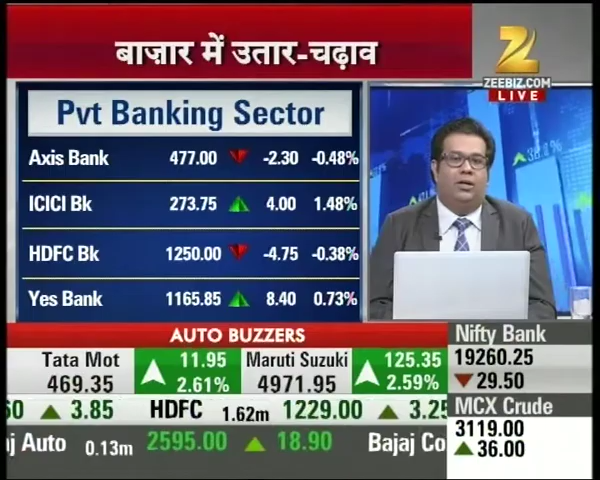 बाज़ार में उतार-चढ़ाव
ZEEBIZ.COM
LIVE
Pvt Banking Sector
Axis Bank 477.00 -2.30 -0.48%
ICICI Bk 273.75 4.00 1.48%
HDFC Bk 1250.00 -4.75 -0.38%
Yes Bank 1165.85 8.40 0.73%
AUTO BUZZERS
Tata Mot 11.95 Maruti Suzuki 125.35
469.35 2.61% 4971.95 2.59%
Nifty Bank
19260.25
29.50
60 3.85 HDFC 1.62m 1229.00 3.25
MCX Crude
3119.00
36.00
j Auto 0.13m 2595.00 18.90 Bajaj Co